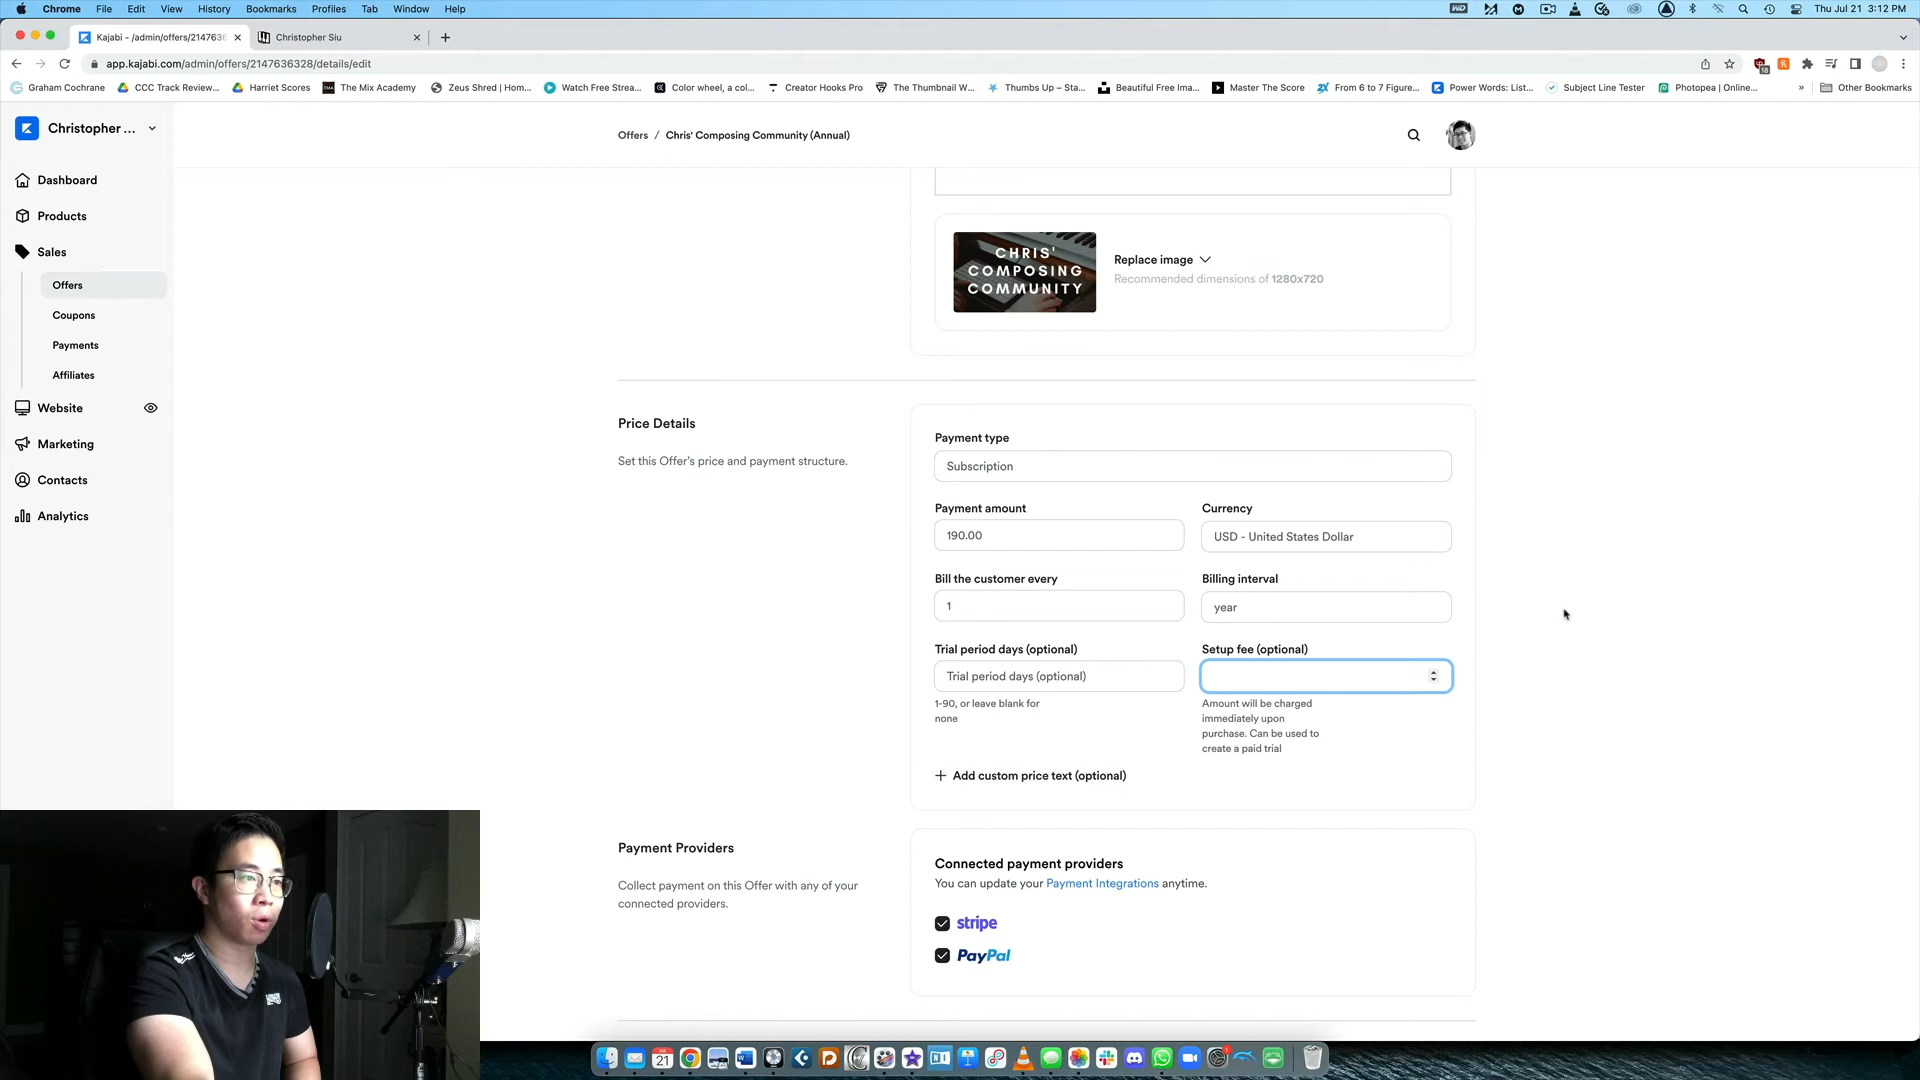 Chrome File Edit View History Bookmarks Profiles Tab Window Help
Thu Jul 21 3:12 PM
Kajabi - /admin/offers/2147636
Christopher Siu
app.kajabi.com/admin/offers/2147636328/details/edit
Graham Cochrane CCC Track Review... Harriet Scores The Mix Academy Zeus Shred | Hom... Watch Free Strea... Color wheel, a col... Creator Hooks Pro The Thumbnail W... Thumbs Up – Sta... Beautiful Free Ima... Master The Score From 6 to 7 Figure... Power Words: List... Subject Line Tester Photopea | Online... » Other Bookmarks
Christopher ...
Offers / Chris' Composing Community (Annual)
Dashboard
Products
Sales
Offers
Coupons
Payments
Affiliates
Website
Marketing
Contacts
Analytics
CHRIS'
COMPOSING
COMMUNITY
Replace image
Recommended dimensions of 1280x720
Price Details
Set this Offer's price and payment structure.
Payment type
Subscription
Payment amount
190.00
Currency
USD - United States Dollar
Bill the customer every
1
Billing interval
year
Trial period days (optional)
Trial period days (optional)
1-90, or leave blank for
none
Setup fee (optional)
Amount will be charged
immediately upon
purchase. Can be used to
create a paid trial
Add custom price text (optional)
Payment Providers
Collect payment on this Offer with any of your
connected providers.
Connected payment providers
You can update your Payment Integrations anytime.
stripe
PayPal